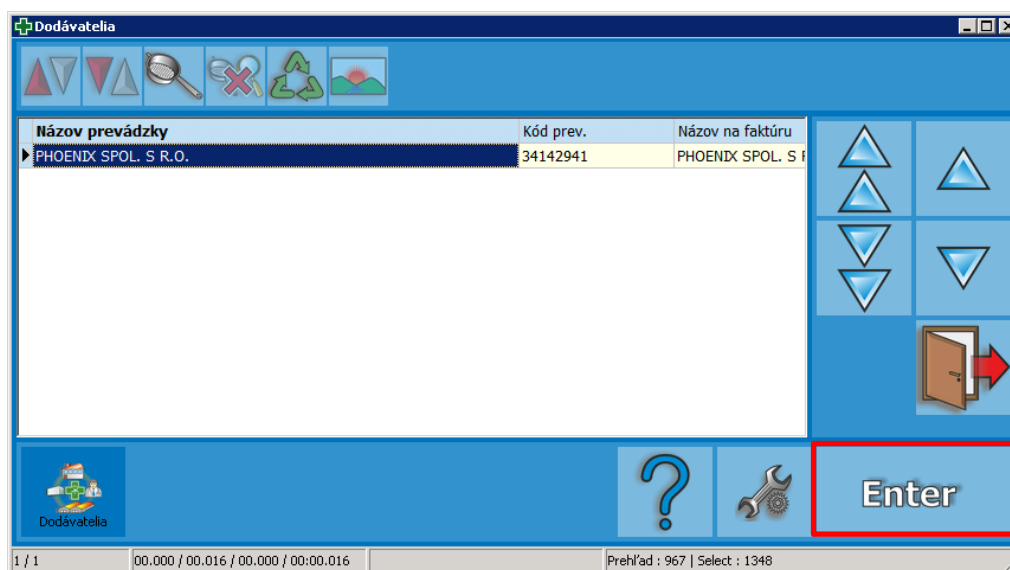 Dodávatelia
Názov prevádzky Kód prev. Názov na faktúru
PHOENIX SPOL. S R.O. 34142941 PHOENIX SPOL. S
Dodávatelia
Enter
1 / 1 00.000 / 00.016 / 00.000 / 00:00.016 Prehľad : 967 | Select : 1348